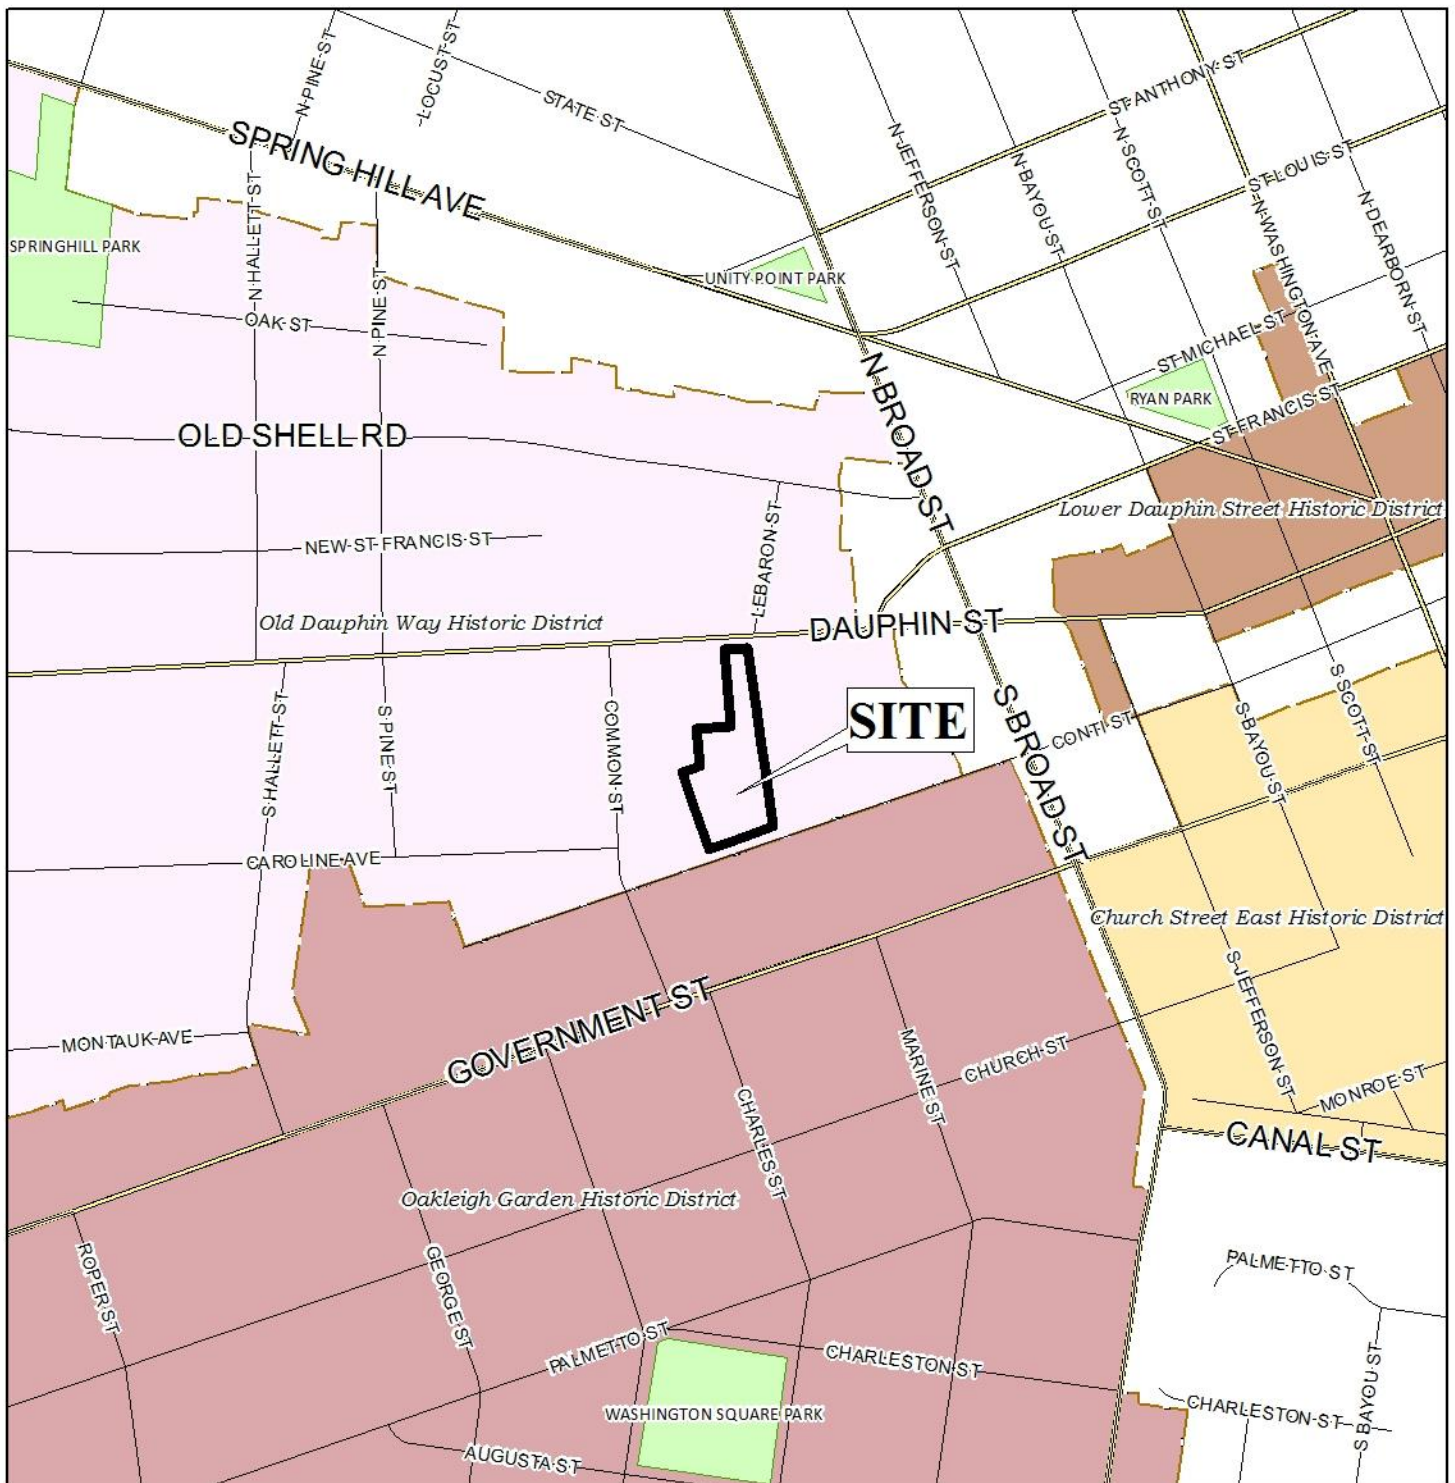 N PINE ST
LOCUST ST
STATE ST
ST ANTHONY ST
SPRING HILL AVE
N JEFFERSON ST
N BAYOU ST
N SCOTT ST
ST LOUIS ST
N HALLETT ST
N WASHINGTON AVE
N DEARBORN ST
SPRINGHILL PARK
UNITY POINT PARK
N PINE ST
OAK ST
ST MICHAEL ST
RYAN PARK
ST FRANCIS ST
OLD SHELL RD
N BROAD ST
Lower Dauphin Street Historic District
NEW ST FRANCIS ST
LEBARON ST
Old Dauphin Way Historic District
DAUPHIN ST
S HALLETT ST
S PINE ST
COMMON ST
SITE
S BROAD ST
CONTI ST
S BAYOU ST
S SCOTT ST
CAROLINE AVE
Church Street East Historic District
MONTAUK AVE
GOVERNMENT ST
MARINE ST
CHURCH ST
S JEFFERSON ST
MONROE ST
CHARLES ST
CANAL ST
Oakleigh Garden Historic District
ROPER ST
GEORGE ST
PALMETTO ST
PALMETTO ST
CHARLESTON ST
WASHINGTON SQUARE PARK
CHARLESTON ST
S BAYOU ST
AUGUSTA ST